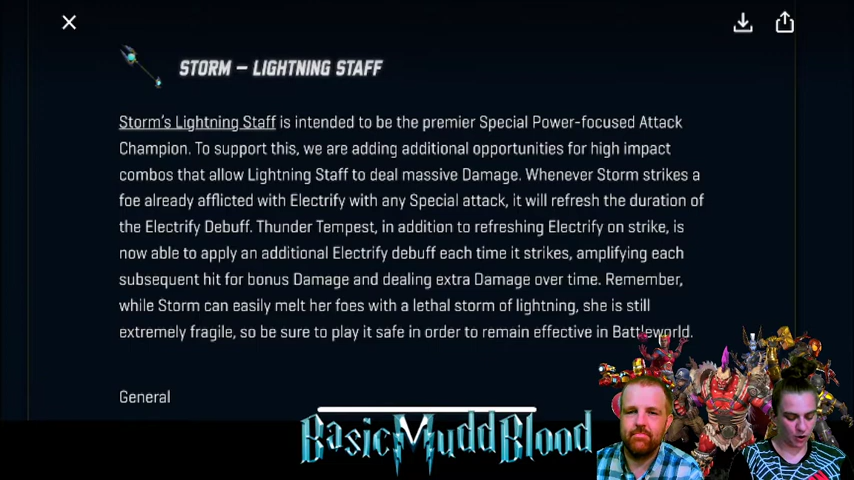 STORM – LIGHTNING STAFF
Storm's Lightning Staff is intended to be the premier Special Power-focused Attack
Champion. To support this, we are adding additional opportunities for high impact
combos that allow Lightning Staff to deal massive Damage. Whenever Storm strikes a
foe already afflicted with Electrify with any Special attack, it will refresh the duration of
the Electrify Debuff. Thunder Tempest, in addition to refreshing Electrify on strike, is
now able to apply an additional Electrify debuff each time it strikes, amplifying each
subsequent hit for bonus Damage and dealing extra Damage over time. Remember,
while Storm can easily melt her foes with a lethal storm of lightning, she is still
extremely fragile, so be sure to play it safe in order to remain effective in Battleworld.
General
BasicMuddBlood